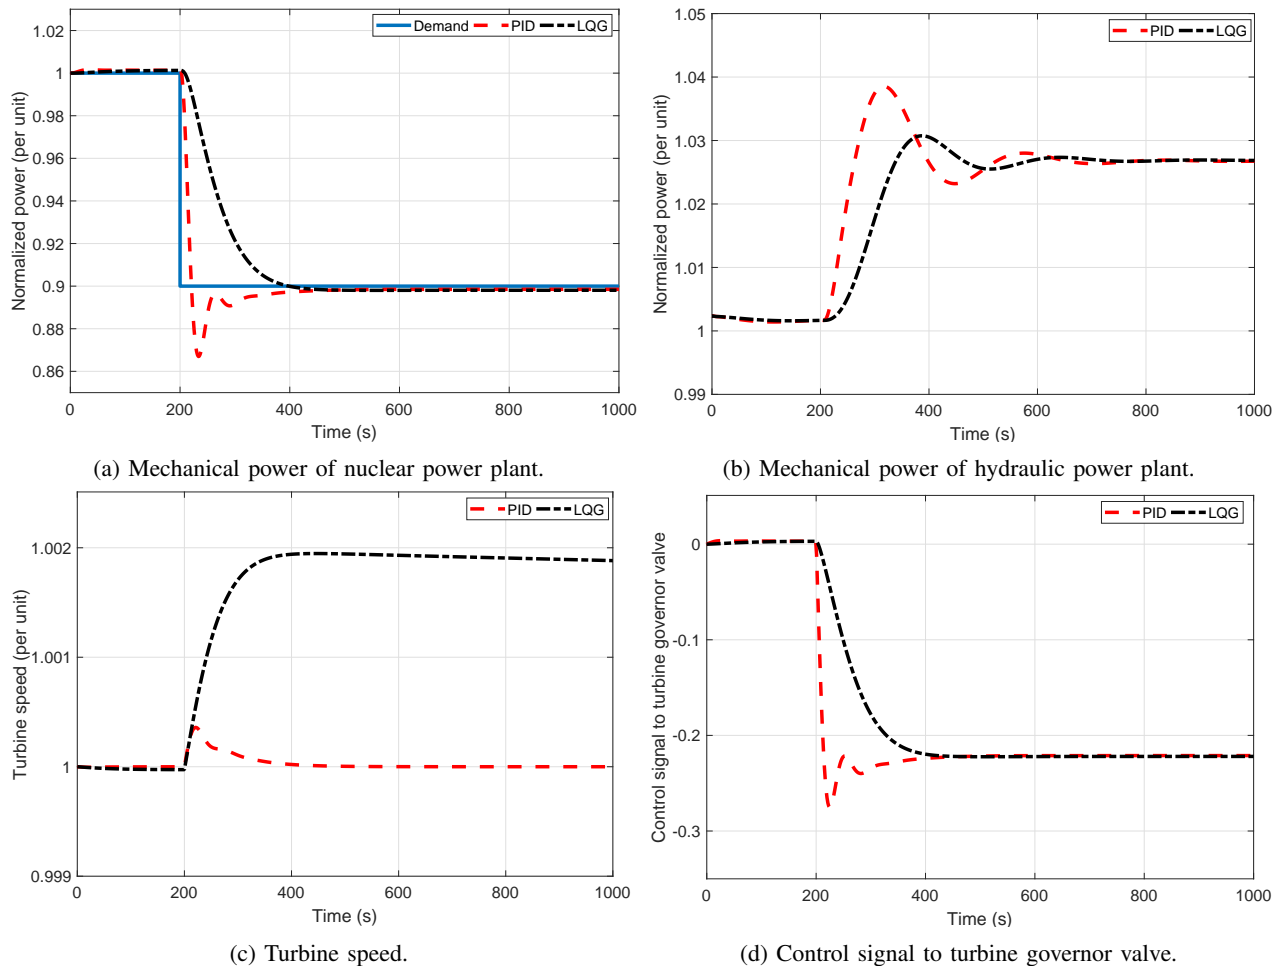 Demand PID LQG
1.02
1
0.98
0.96
0.94
0.92
0.9
0.88
0.86
Normalized power (per unit)
0 200 400 600 800 1000
Time (s)
(a) Mechanical power of nuclear power plant.
PID LQG
1.05
1.04
1.03
1.02
1.01
1
0.99
Normalized power (per unit)
0 200 400 600 800 1000
Time (s)
(b) Mechanical power of hydraulic power plant.
PID LQG
1.002
1.001
1
0.999
Turbine speed (per unit)
0 200 400 600 800 1000
Time (s)
(c) Turbine speed.
PID LQG
0
-0.1
-0.2
-0.3
Control signal to turbine governor valve
0 200 400 600 800 1000
Time (s)
(d) Control signal to turbine governor valve.